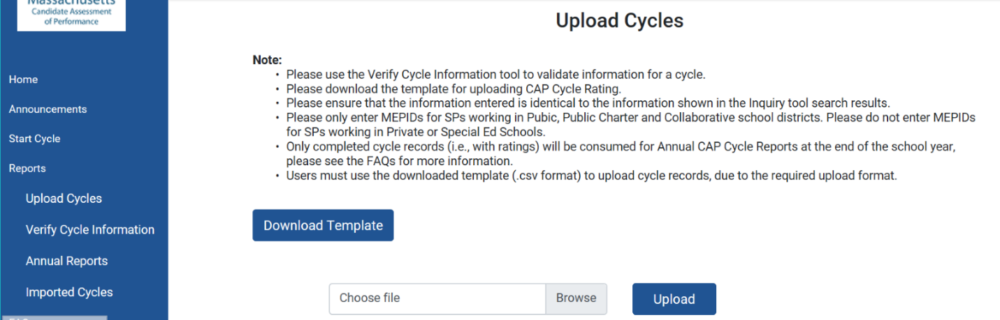 Massachusetts
Candidate Assessment
of Performance
Home
Announcements
Start Cycle
Reports
Upload Cycles
Verify Cycle Information
Annual Reports
Imported Cycles
Upload Cycles
Note:
• Please use the Verify Cycle Information tool to validate information for a cycle.
• Please download the template for uploading CAP Cycle Rating.
• Please ensure that the information entered is identical to the information shown in the Inquiry tool search results.
• Please only enter MEPIDs for SPs working in Pubic, Public Charter and Collaborative school districts. Please do not enter MEPIDs
for SPs working in Private or Special Ed Schools.
• Only completed cycle records (i.e., with ratings) will be consumed for Annual CAP Cycle Reports at the end of the school year,
please see the FAQs for more information.
• Users must use the downloaded template (.csv format) to upload cycle records, due to the required upload format.
Download Template
Choose file
Browse
Upload